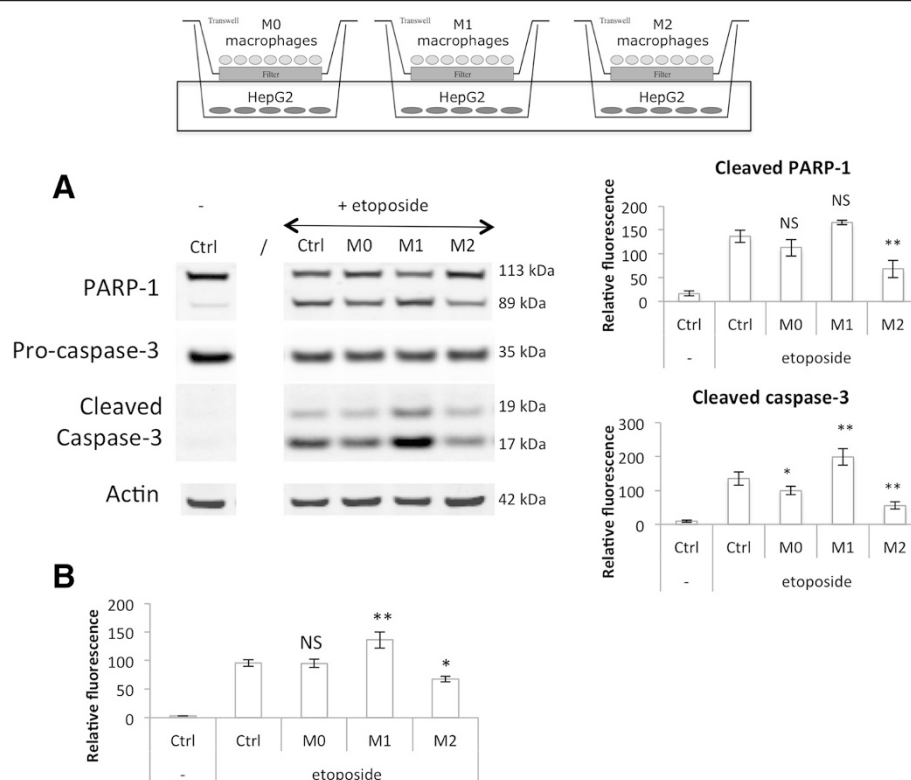 Transwell M0 Transwell M1 Transwell M2
macrophages macrophages macrophages
Filter Filter Filter
HepG2 HepG2 HepG2
A
- + etoposide
Ctrl / Ctrl M0 M1 M2
PARP-1
113 kDa
89 kDa
Pro-caspase-3 35 kDa
Cleaved
Caspase-3
19 kDa
17 kDa
Actin 42 kDa
Cleaved PARP-1
Relative fluorescence
200
150
100
50
0
NS NS **
Ctrl Ctrl M0 M1 M2
- etoposide
Cleaved caspase-3
Relative fluorescence
300
200
100
0
* ** **
Ctrl Ctrl M0 M1 M2
- etoposide
B
Relative fluorescence
200
150
100
50
0
NS ** *
Ctrl Ctrl M0 M1 M2
- etoposide